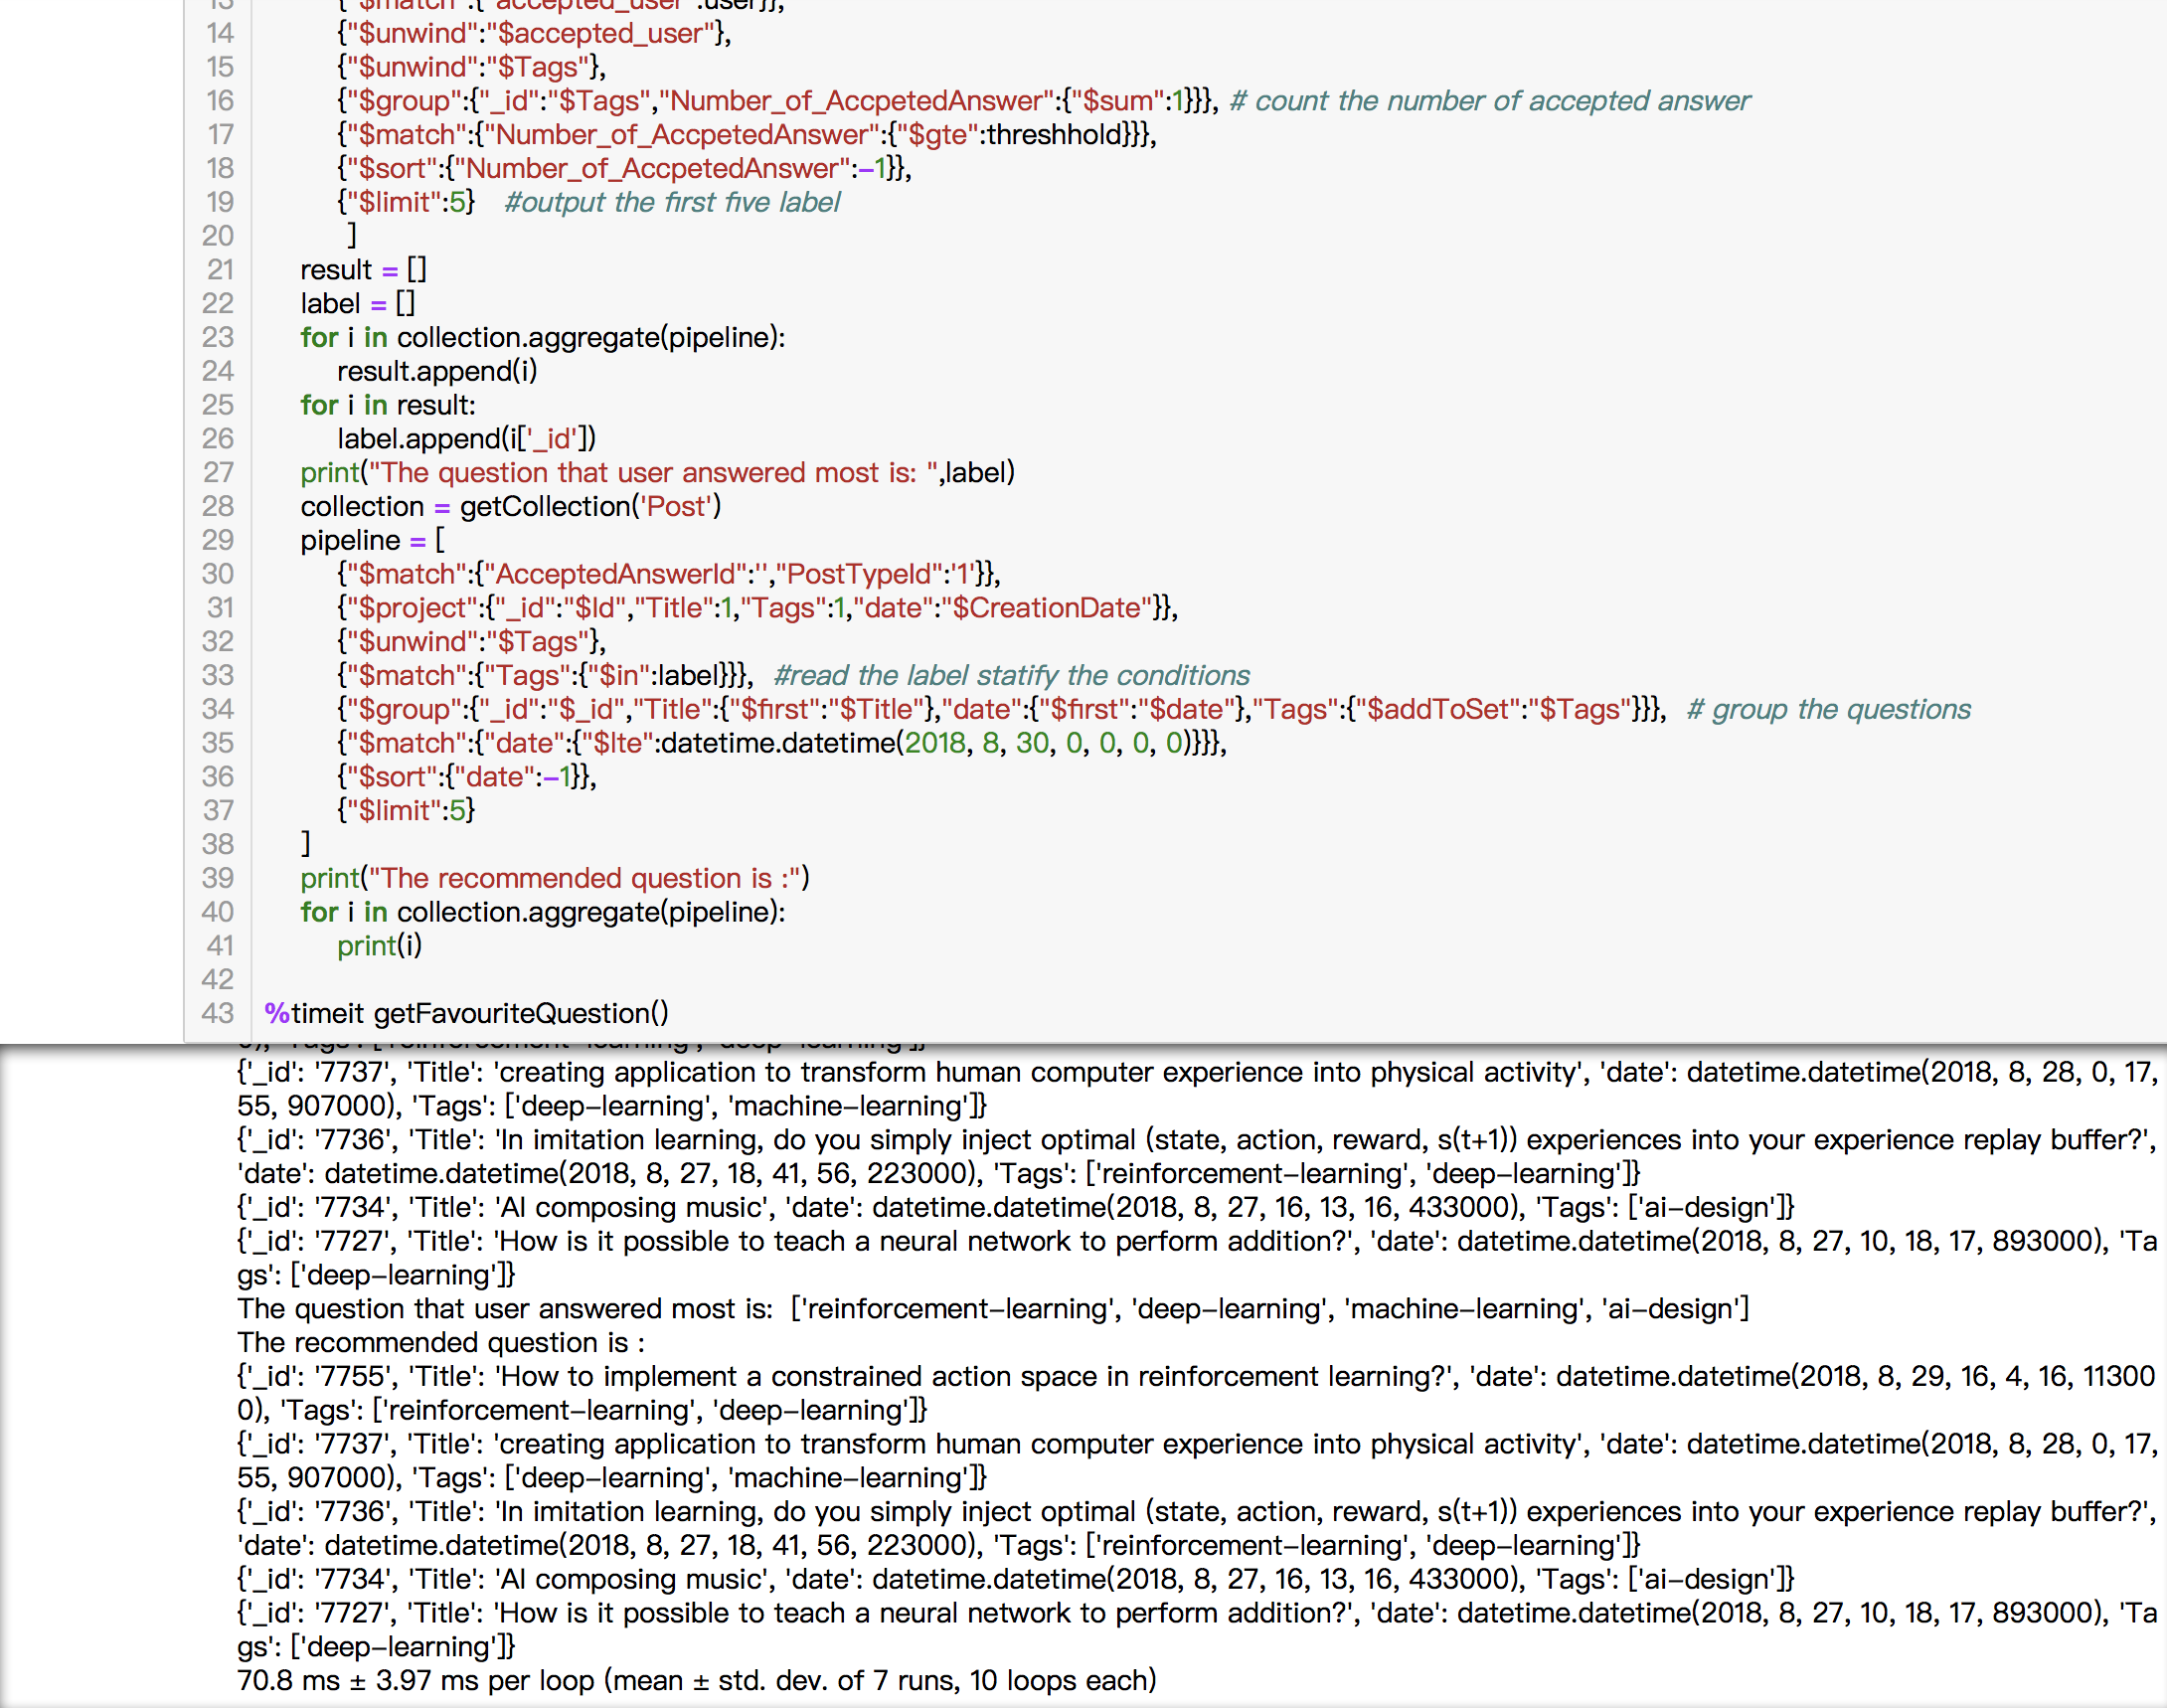 13 {"$match":{"accepted_user":user}},
14 {"$unwind":"$accepted_user"},
15 {"$unwind":"$Tags"},
16 {"$group":{"_id":"$Tags","Number_of_AccpetedAnswer":{"$sum":1}}}, # count the number of accepted answer
17 {"$match":{"Number_of_AccpetedAnswer":{"$gte":threshhold}}},
18 {"$sort":{"Number_of_AccpetedAnswer":-1}},
19 {"$limit":5} #output the first five label
20 ]
21 result = []
22 label = []
23 for i in collection.aggregate(pipeline):
24 result.append(i)
25 for i in result:
26 label.append(i['_id'])
27 print("The question that user answered most is: ",label)
28 collection = getCollection('Post')
29 pipeline = [
30 {"$match":{"AcceptedAnswerId":'',"PostTypeId":'1'}},
31 {"$project":{"_id":"$Id","Title":1,"Tags":1,"date":"$CreationDate"}},
32 {"$unwind":"$Tags"},
33 {"$match":{"Tags":{"$in":label}}}, #read the label statify the conditions
34 {"$group":{"_id":"$_id","Title":{"$first":"$Title"},"date":{"$first":"$date"},"Tags":{"$addToSet":"$Tags"}}}, # group the questions
35 {"$match":{"date":{"$lte":datetime.datetime(2018, 8, 30, 0, 0, 0, 0)}}},
36 {"$sort":{"date":-1}},
37 {"$limit":5}
38 ]
39 print("The recommended question is :")
40 for i in collection.aggregate(pipeline):
41 print(i)
42
43 %timeit getFavouriteQuestion()
0), 'Tags': ['reinforcement-learning', 'deep-learning']}
{'_id': '7737', 'Title': 'creating application to transform human computer experience into physical activity', 'date': datetime.datetime(2018, 8, 28, 0, 17,
55, 907000), 'Tags': ['deep-learning', 'machine-learning']}
{'_id': '7736', 'Title': 'In imitation learning, do you simply inject optimal (state, action, reward, s(t+1)) experiences into your experience replay buffer?',
'date': datetime.datetime(2018, 8, 27, 18, 41, 56, 223000), 'Tags': ['reinforcement-learning', 'deep-learning']}
{'_id': '7734', 'Title': 'AI composing music', 'date': datetime.datetime(2018, 8, 27, 16, 13, 16, 433000), 'Tags': ['ai-design']}
{'_id': '7727', 'Title': 'How is it possible to teach a neural network to perform addition?', 'date': datetime.datetime(2018, 8, 27, 10, 18, 17, 893000), 'Ta
gs': ['deep-learning']}
The question that user answered most is:  ['reinforcement-learning', 'deep-learning', 'machine-learning', 'ai-design']
The recommended question is :
{'_id': '7755', 'Title': 'How to implement a constrained action space in reinforcement learning?', 'date': datetime.datetime(2018, 8, 29, 16, 4, 16, 11300
0), 'Tags': ['reinforcement-learning', 'deep-learning']}
{'_id': '7737', 'Title': 'creating application to transform human computer experience into physical activity', 'date': datetime.datetime(2018, 8, 28, 0, 17,
55, 907000), 'Tags': ['deep-learning', 'machine-learning']}
{'_id': '7736', 'Title': 'In imitation learning, do you simply inject optimal (state, action, reward, s(t+1)) experiences into your experience replay buffer?',
'date': datetime.datetime(2018, 8, 27, 18, 41, 56, 223000), 'Tags': ['reinforcement-learning', 'deep-learning']}
{'_id': '7734', 'Title': 'AI composing music', 'date': datetime.datetime(2018, 8, 27, 16, 13, 16, 433000), 'Tags': ['ai-design']}
{'_id': '7727', 'Title': 'How is it possible to teach a neural network to perform addition?', 'date': datetime.datetime(2018, 8, 27, 10, 18, 17, 893000), 'Ta
gs': ['deep-learning']}
70.8 ms ± 3.97 ms per loop (mean ± std. dev. of 7 runs, 10 loops each)